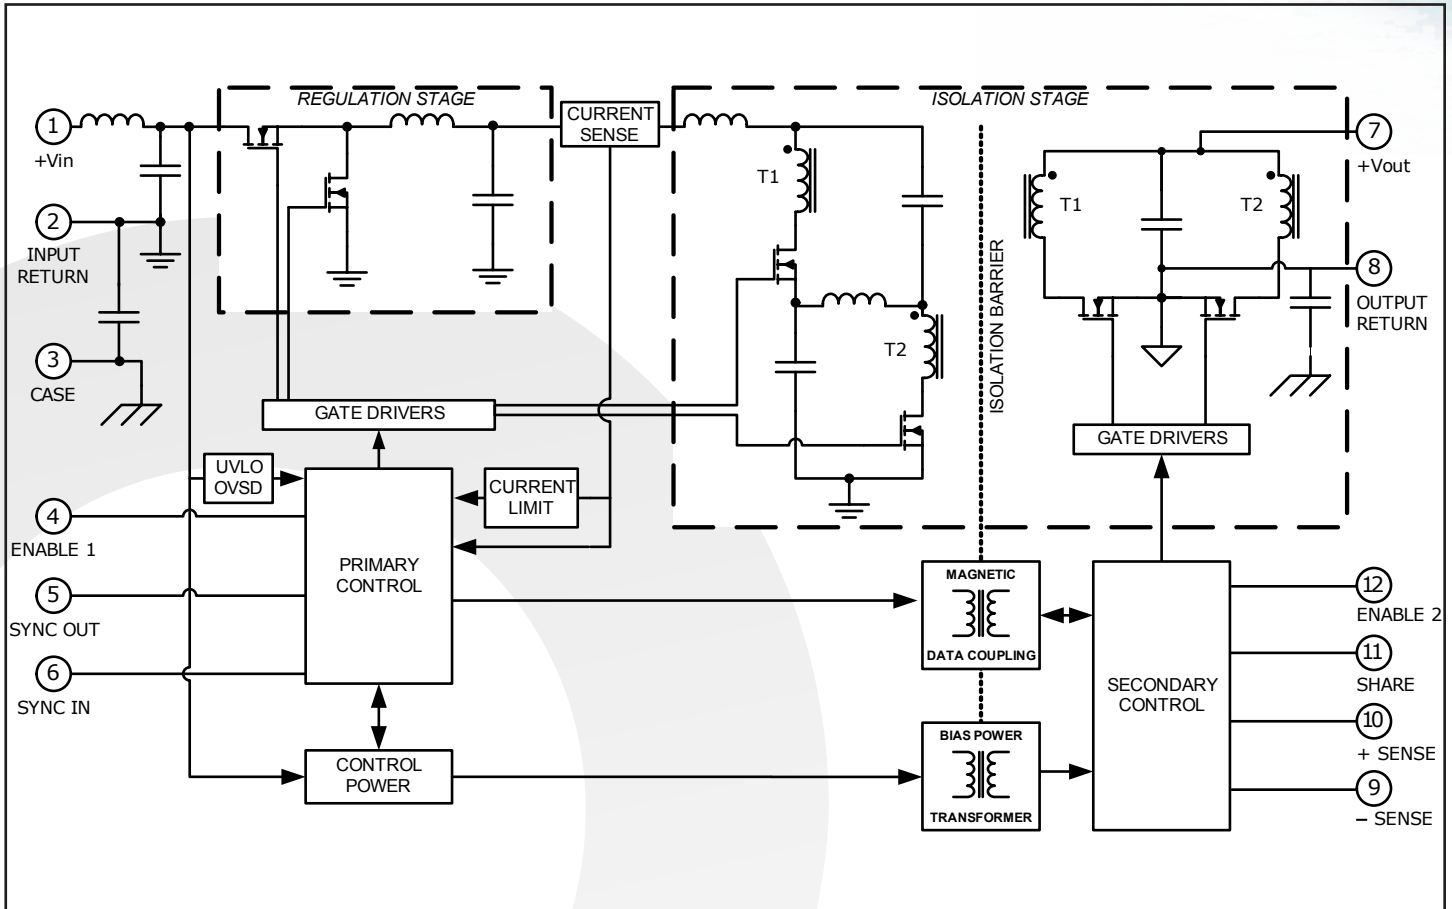 REGULATION STAGE
ISOLATION STAGE
1
+Vin
CURRENT
SENSE
7
+Vout
T1
T1
T2
2
INPUT
RETURN
8
OUTPUT
RETURN
ISOLATION BARRIER
3
CASE
T2
GATE DRIVERS
GATE DRIVERS
UVLO
OVSD
CURRENT
LIMIT
4
ENABLE 1
PRIMARY
CONTROL
5
SYNC OUT
6
SYNC IN
MAGNETIC
DATA COUPLING
12
ENABLE 2
11
SHARE
SECONDARY
CONTROL
10
+ SENSE
9
– SENSE
CONTROL
POWER
BIAS POWER
TRANSFORMER